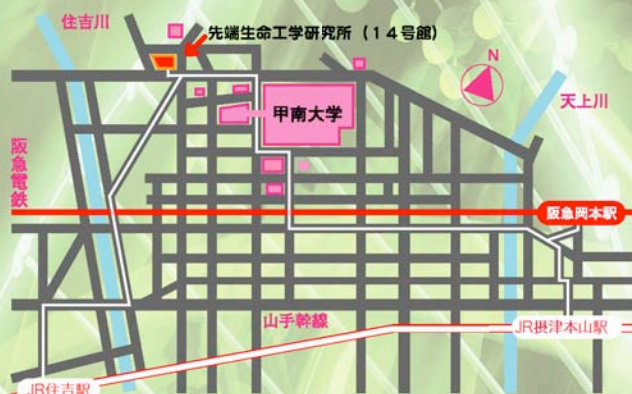 住吉川
先端生命工学研究所（14号館）
N
天上川
甲南大学
阪急電鉄
阪急岡本駅
山手幹線
JR摂津本山駅
JR住吉駅